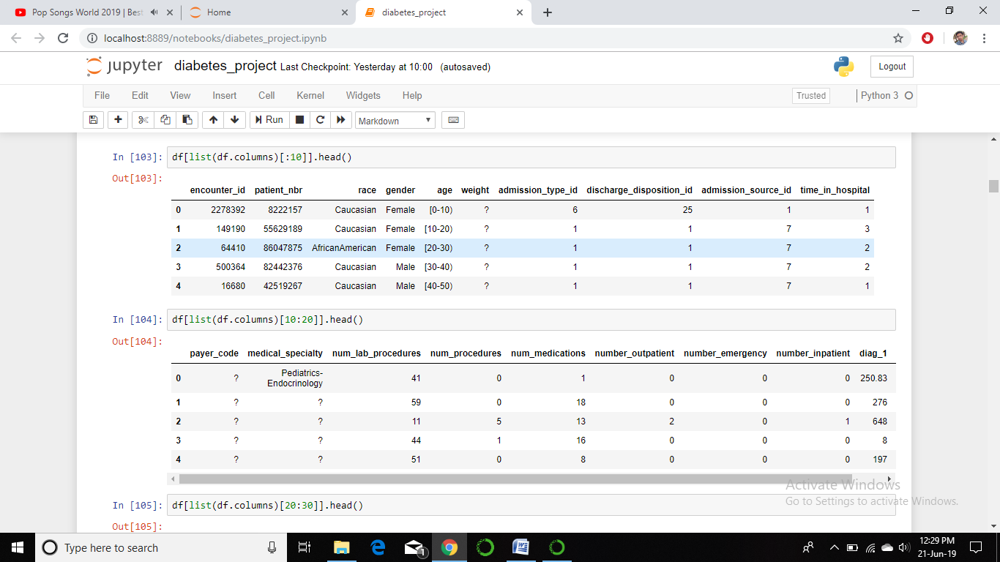 Pop Songs World 2019 | Best
Home
diabetes_project
localhost:8889/notebooks/diabetes_project.ipynb
jupyter diabetes_project Last Checkpoint: Yesterday at 10:00 (autosaved)
Logout
File Edit View Insert Cell Kernel Widgets Help
Trusted
Python 3
Run
Markdown
In [103]: df[list(df.columns)[:10]].head()
Out[103]:
encounter_id patient_nbr race gender age weight admission_type_id discharge_disposition_id admission_source_id time_in_hospital
0 2278392 8222157 Caucasian Female [0-10) ? 6 25 1 1
1 149190 55629189 Caucasian Female [10-20) ? 1 1 7 3
2 64410 86047875 AfricanAmerican Female [20-30) ? 1 1 7 2
3 500364 82442376 Caucasian Male [30-40) ? 1 1 7 2
4 16680 42519267 Caucasian Male [40-50) ? 1 1 7 1
In [104]: df[list(df.columns)[10:20]].head()
Out[104]:
payer_code medical_specialty num_lab_procedures num_procedures num_medications number_outpatient number_emergency number_inpatient diag_1
0 ? Pediatrics-
Endocrinology 41 0 1 0 0 0 250.83
1 ? ? 59 0 18 0 0 0 276
2 ? ? 11 5 13 2 0 1 648
3 ? ? 44 1 16 0 0 0 8
4 ? ? 51 0 8 0 0 0 197
Activate Windows
Go to Settings to activate Windows.
In [105]: df[list(df.columns)[20:30]].head()
Out[105]:
Type here to search
1
12:29 PM
21-Jun-19